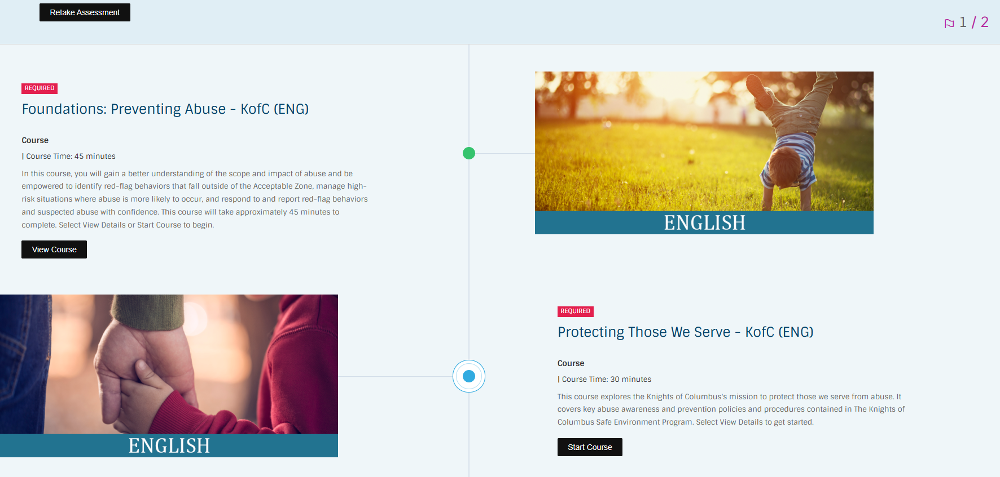 Retake Assessment
1 / 2
REQUIRED
Foundations: Preventing Abuse - KofC (ENG)
Course
| Course Time: 45 minutes
In this course, you will gain a better understanding of the scope and impact of abuse and be
empowered to identify red-flag behaviors that fall outside of the Acceptable Zone, manage high-
risk situations where abuse is more likely to occur, and respond to and report red-flag behaviors
and suspected abuse with confidence. This course will take approximately 45 minutes to
complete. Select View Details or Start Course to begin.
View Course
ENGLISH
ENGLISH
REQUIRED
Protecting Those We Serve - KofC (ENG)
Course
| Course Time: 30 minutes
This course explores the Knights of Columbus's mission to protect those we serve from abuse. It
covers key abuse awareness and prevention policies and procedures contained in The Knights of
Columbus Safe Environment Program. Select View Details to get started.
Start Course